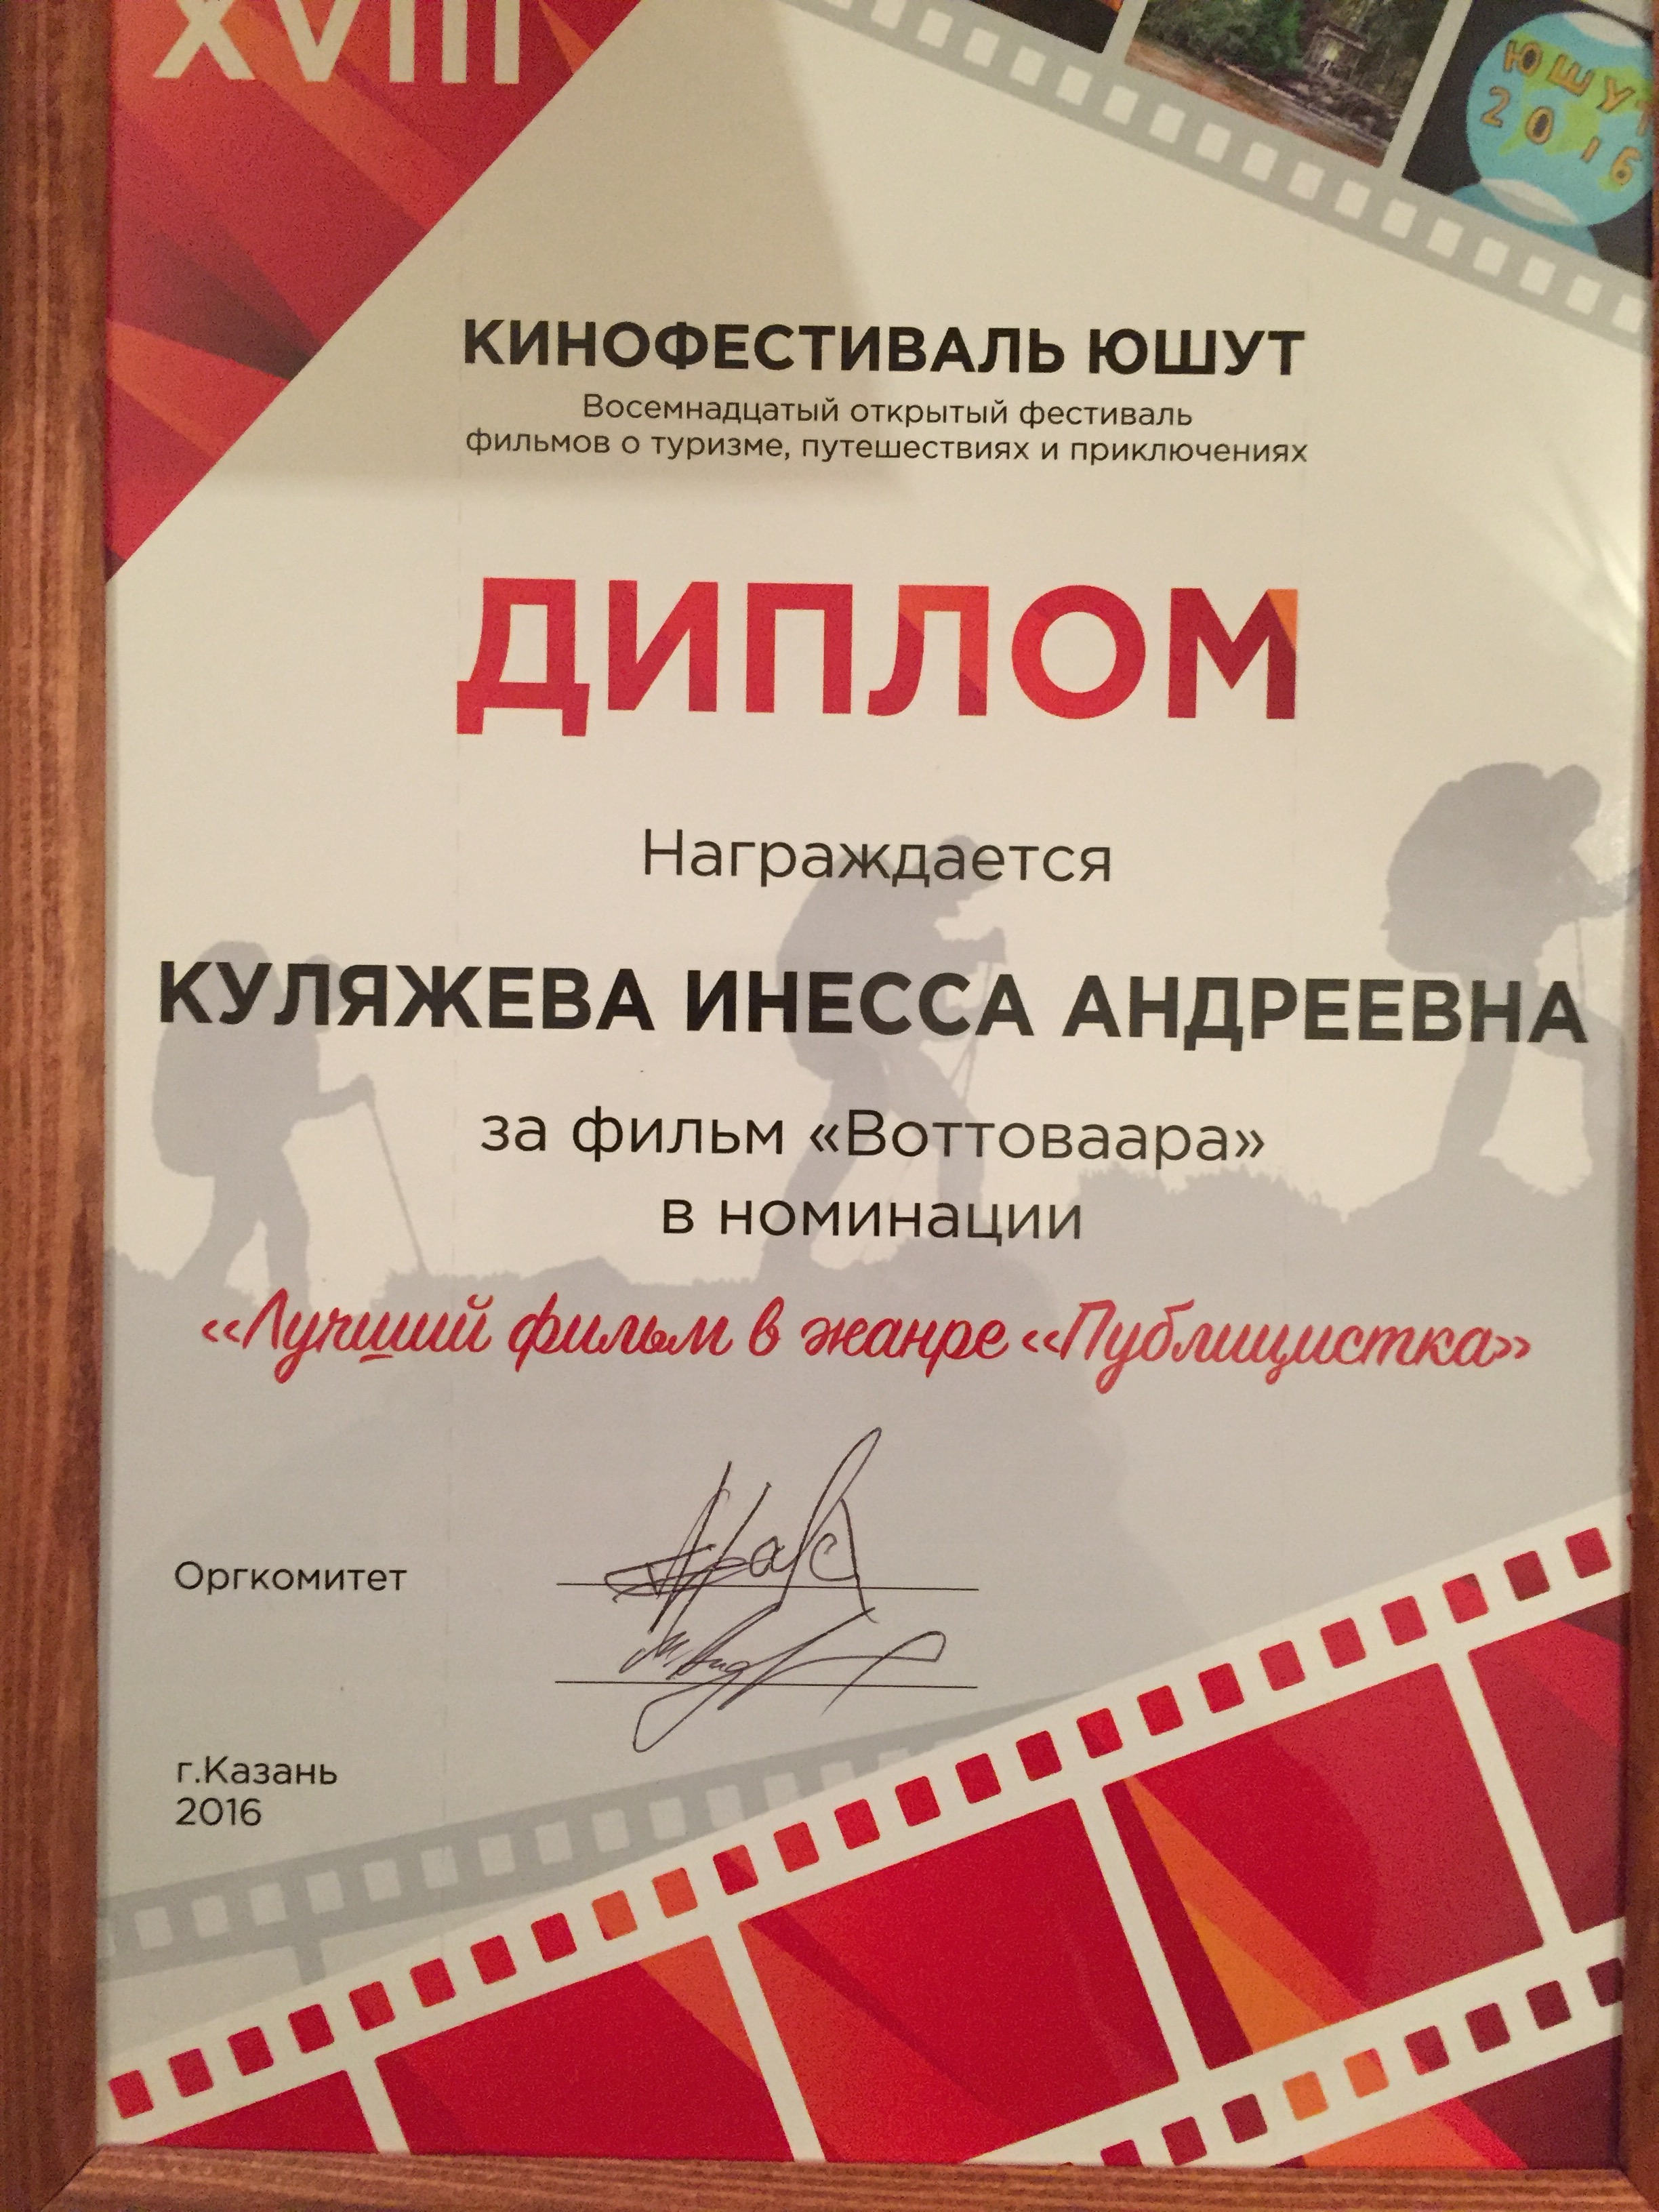 XVIII
КИНОФЕСТИВАЛЬ ЮШУТ
Восемнадцатый открытый фестиваль
фильмов о туризме, путешествиях и приключениях
ЮШУТ
2016
ДИПЛОМ
Награждается
КУЛЯЖЕВА ИНЕССА АНДРЕЕВНА
за фильм «Воттоваара»
в номинации
«Лучший фильм в жанре «Публицистика»
Оргкомитет
г.Казань
2016